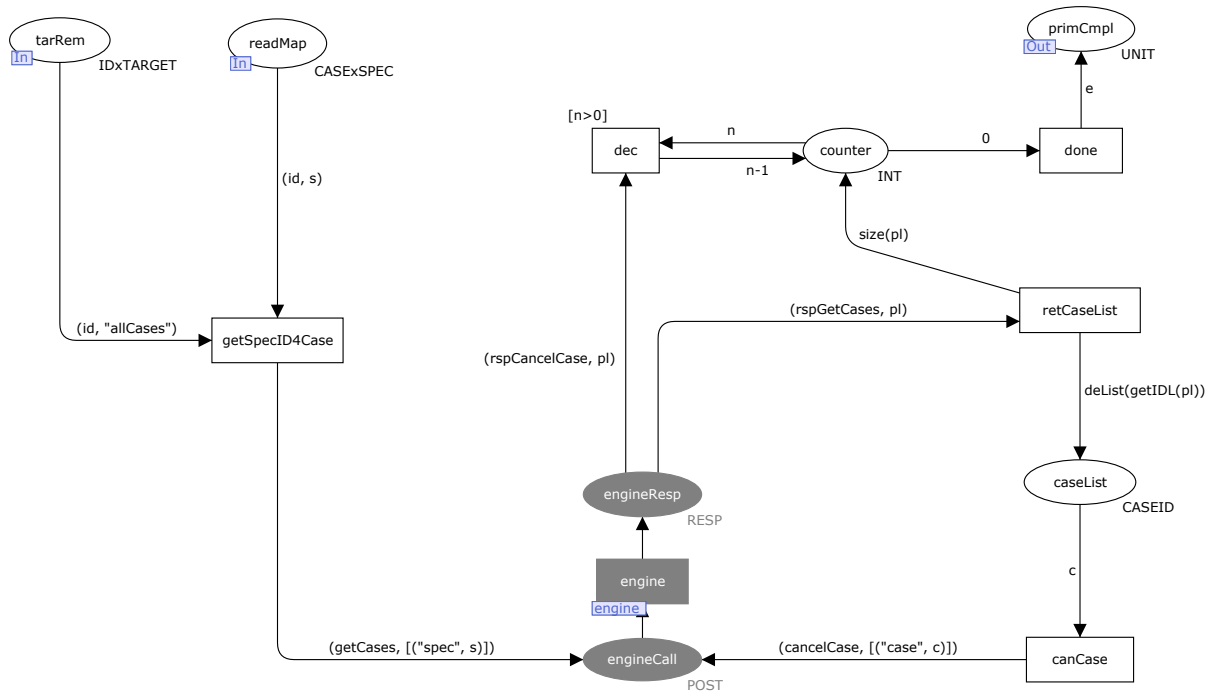 tarRem
In
IDxTARGET
readMap
In
CASExSPEC
primCmpl
Out
UNIT
e
[n>0]
dec
n
n-1
counter
INT
0
done
(id, s)
size(pl)
(id, "allCases")
getSpecID4Case
(rspGetCases, pl)
retCaseList
(rspCancelCase, pl)
deList(getIDL(pl))
engineResp
RESP
caseList
CASEID
engine
engine
c
(getCases, [("spec", s)])
engineCall
POST
(cancelCase, [("case", c)])
canCase